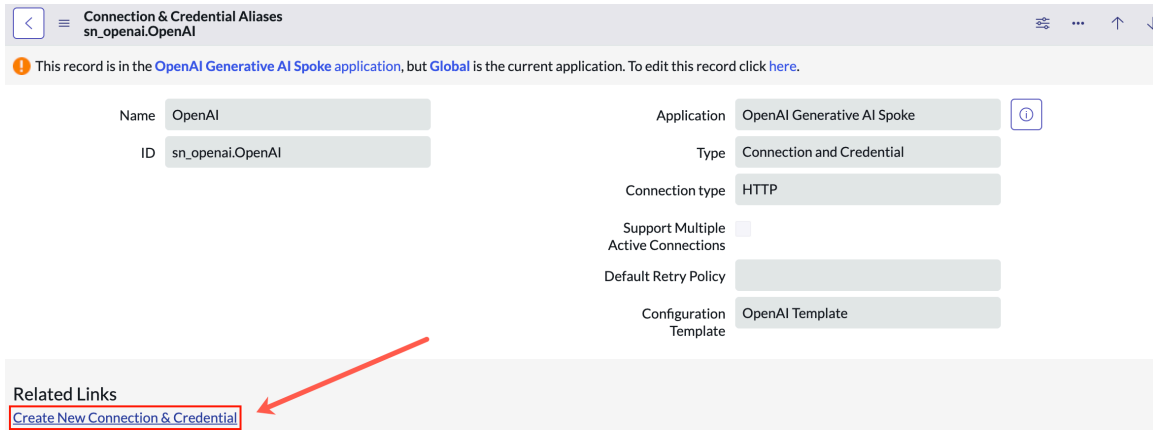 Connection & Credential Aliases
sn_openai.OpenAI
This record is in the OpenAI Generative AI Spoke application, but Global is the current application. To edit this record click here.
Name OpenAI
ID sn_openai.OpenAI
Application OpenAI Generative AI Spoke
Type Connection and Credential
Connection type HTTP
Support Multiple
Active Connections
Default Retry Policy
Configuration OpenAI Template
Template
Related Links
Create New Connection & Credential